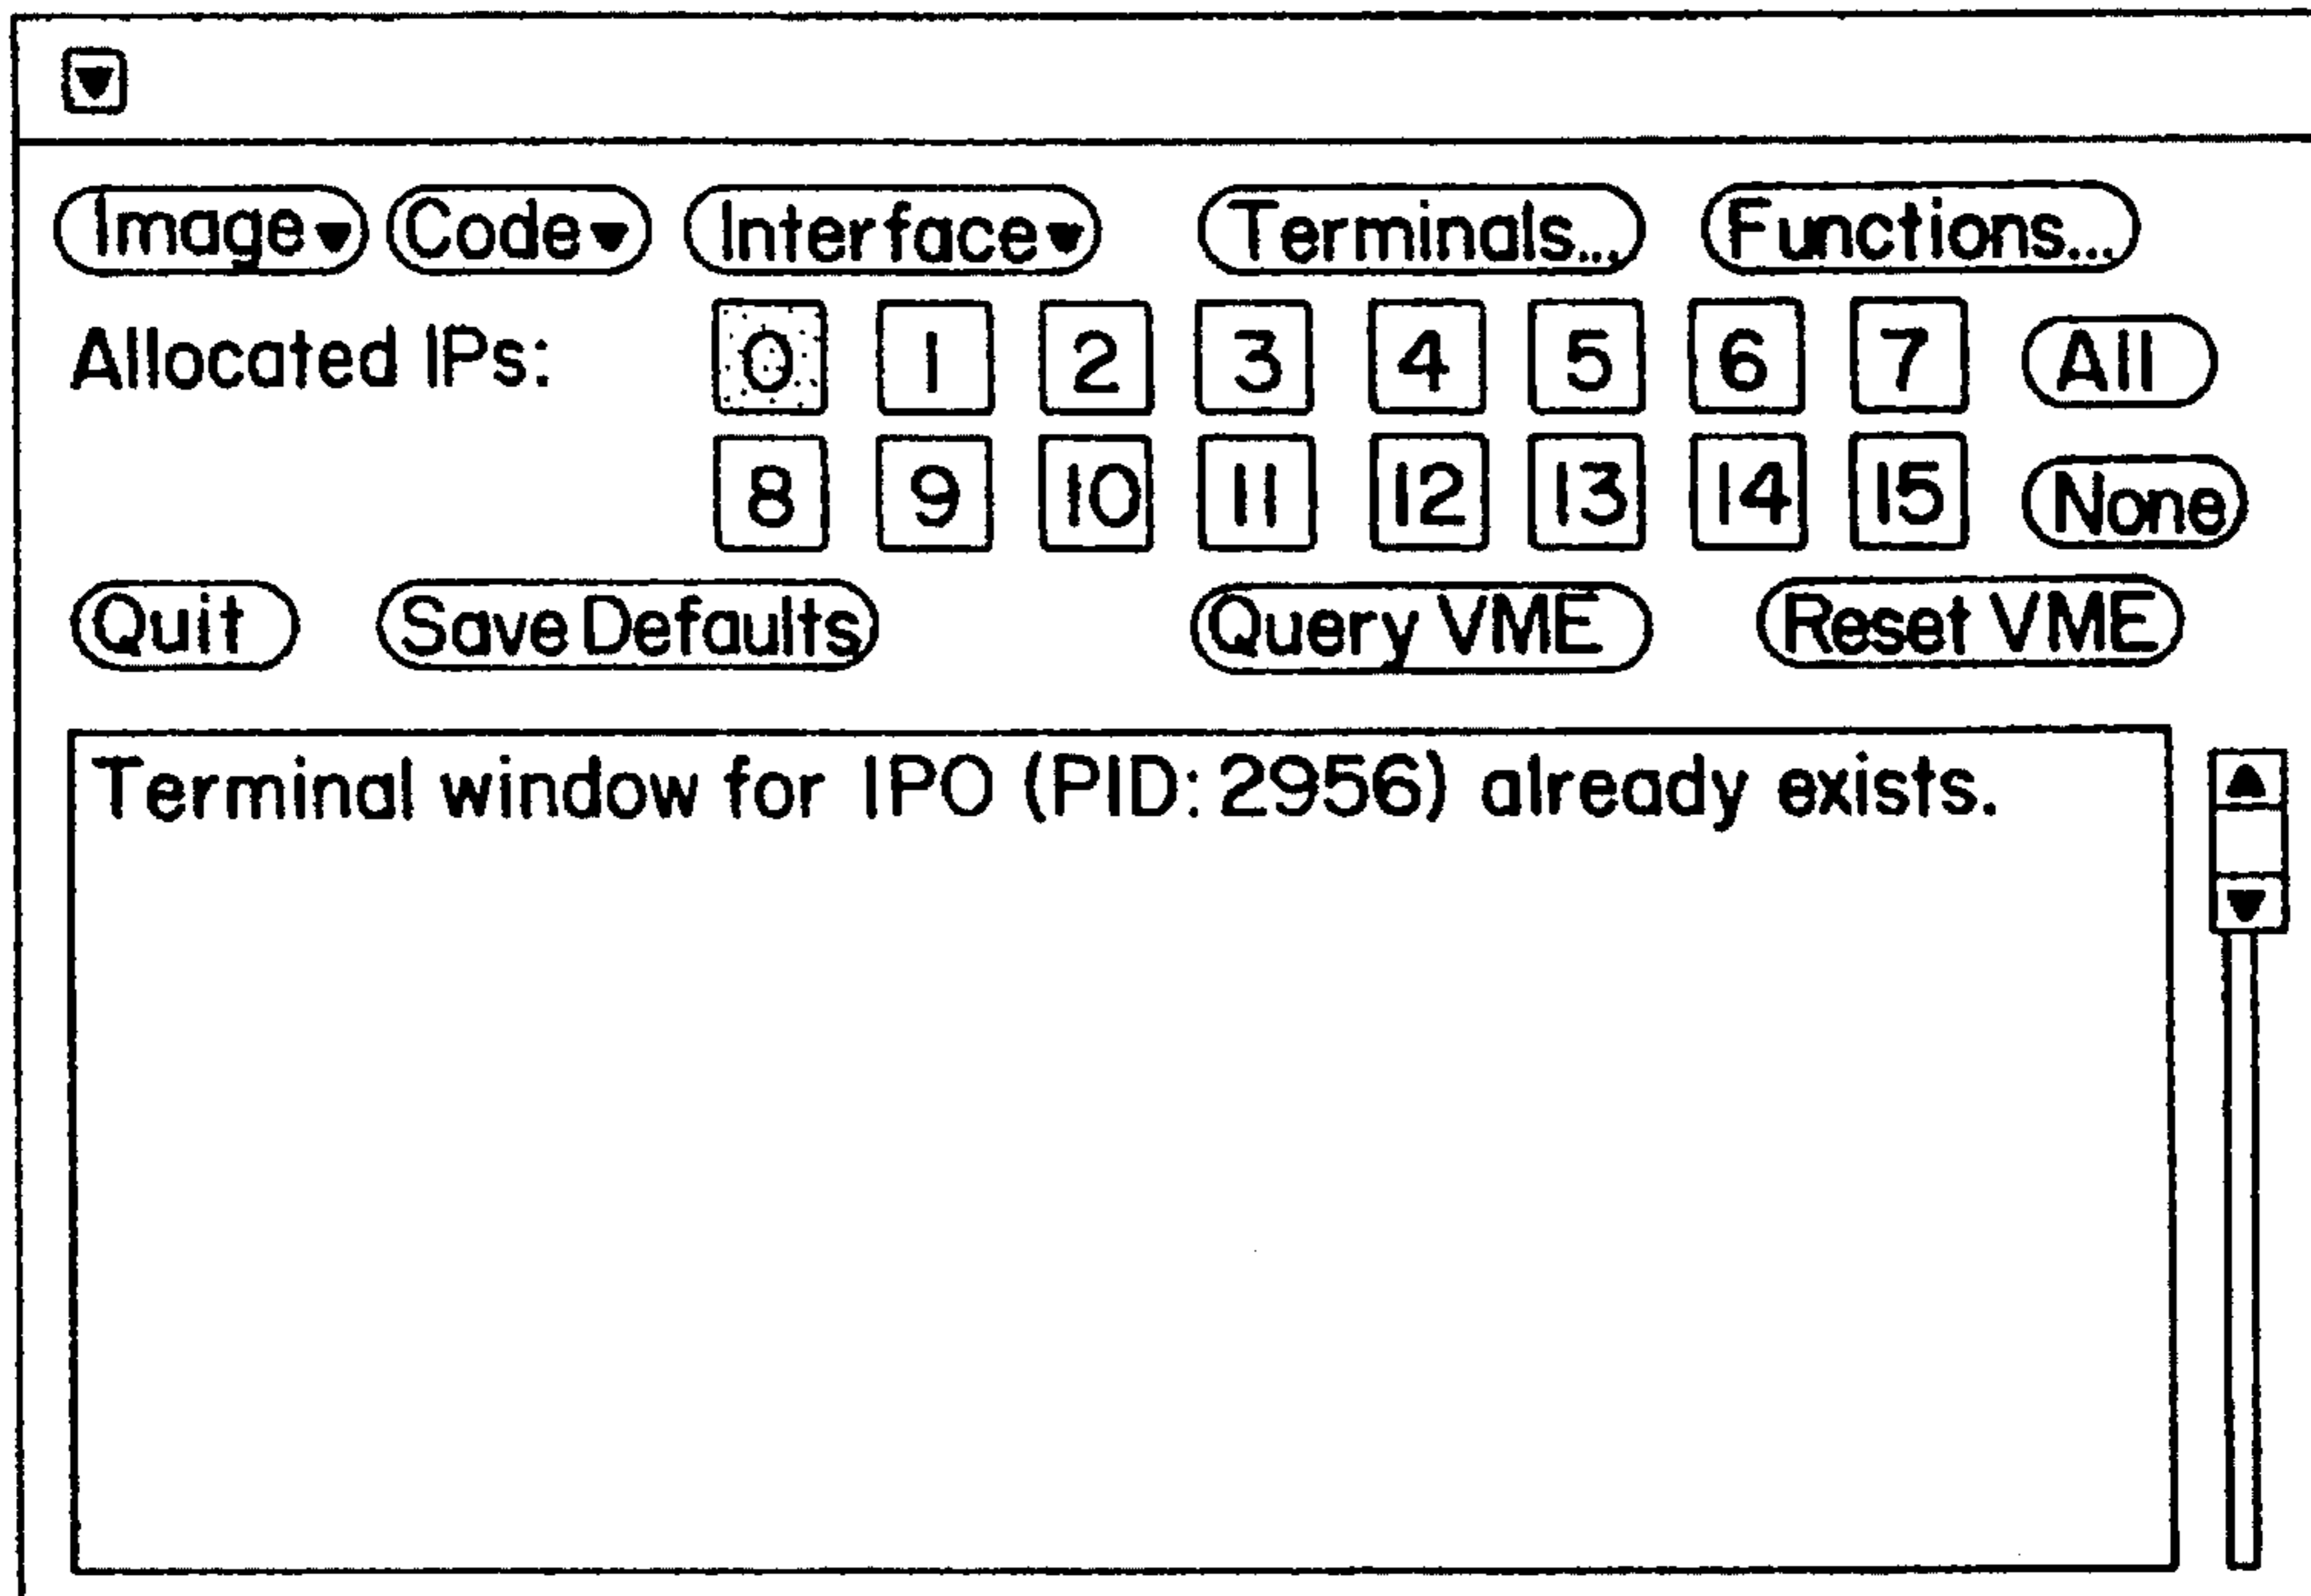 Image Code Interface Terminals... Functions...
Allocated IPs: 0 1 2 3 4 5 6 7 All
8 9 10 11 12 13 14 15 None
Quit Save Defaults Query VME Reset VME
Terminal window for IP0 (PID: 2956) already exists.